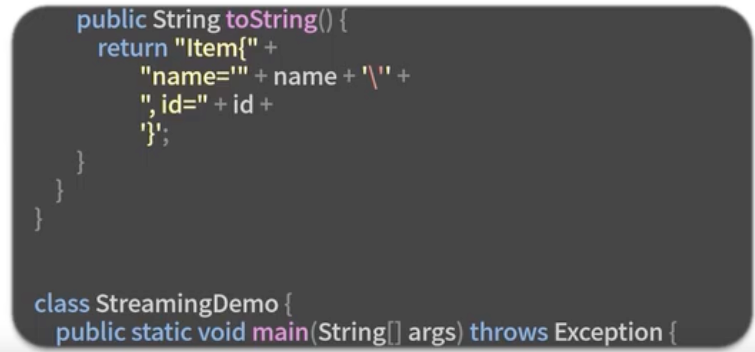 public String toString() {
return "Item{" +
"name='" + name + '\'' +
", id=" + id +
'}';
}
}
}
class StreamingDemo {
public static void main(String[] args) throws Exception {